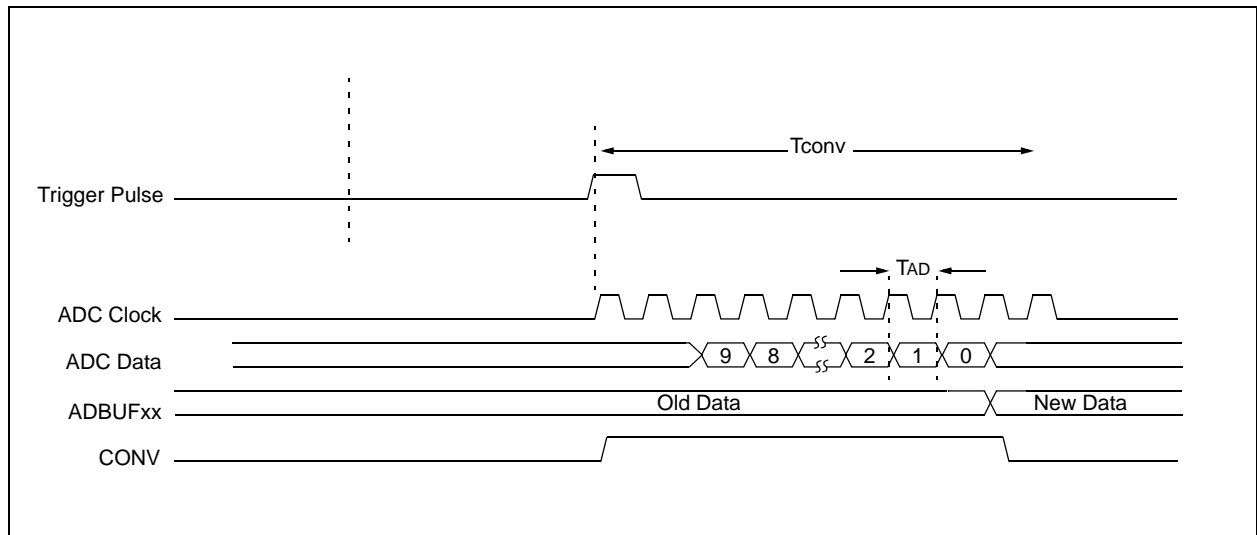 Tconv
Trigger Pulse
TAD
ADC Clock
ADC Data
9 8 2 1 0
ADBUFxx
Old Data New Data
CONV